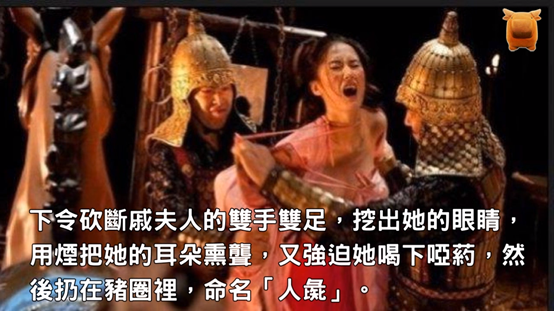 下令砍斷戚夫人的雙手雙足，挖出她的眼睛，
用煙把她的耳朵熏聾，又強迫她喝下啞葯，然
後扔在豬圈裡，命名「人彘」。